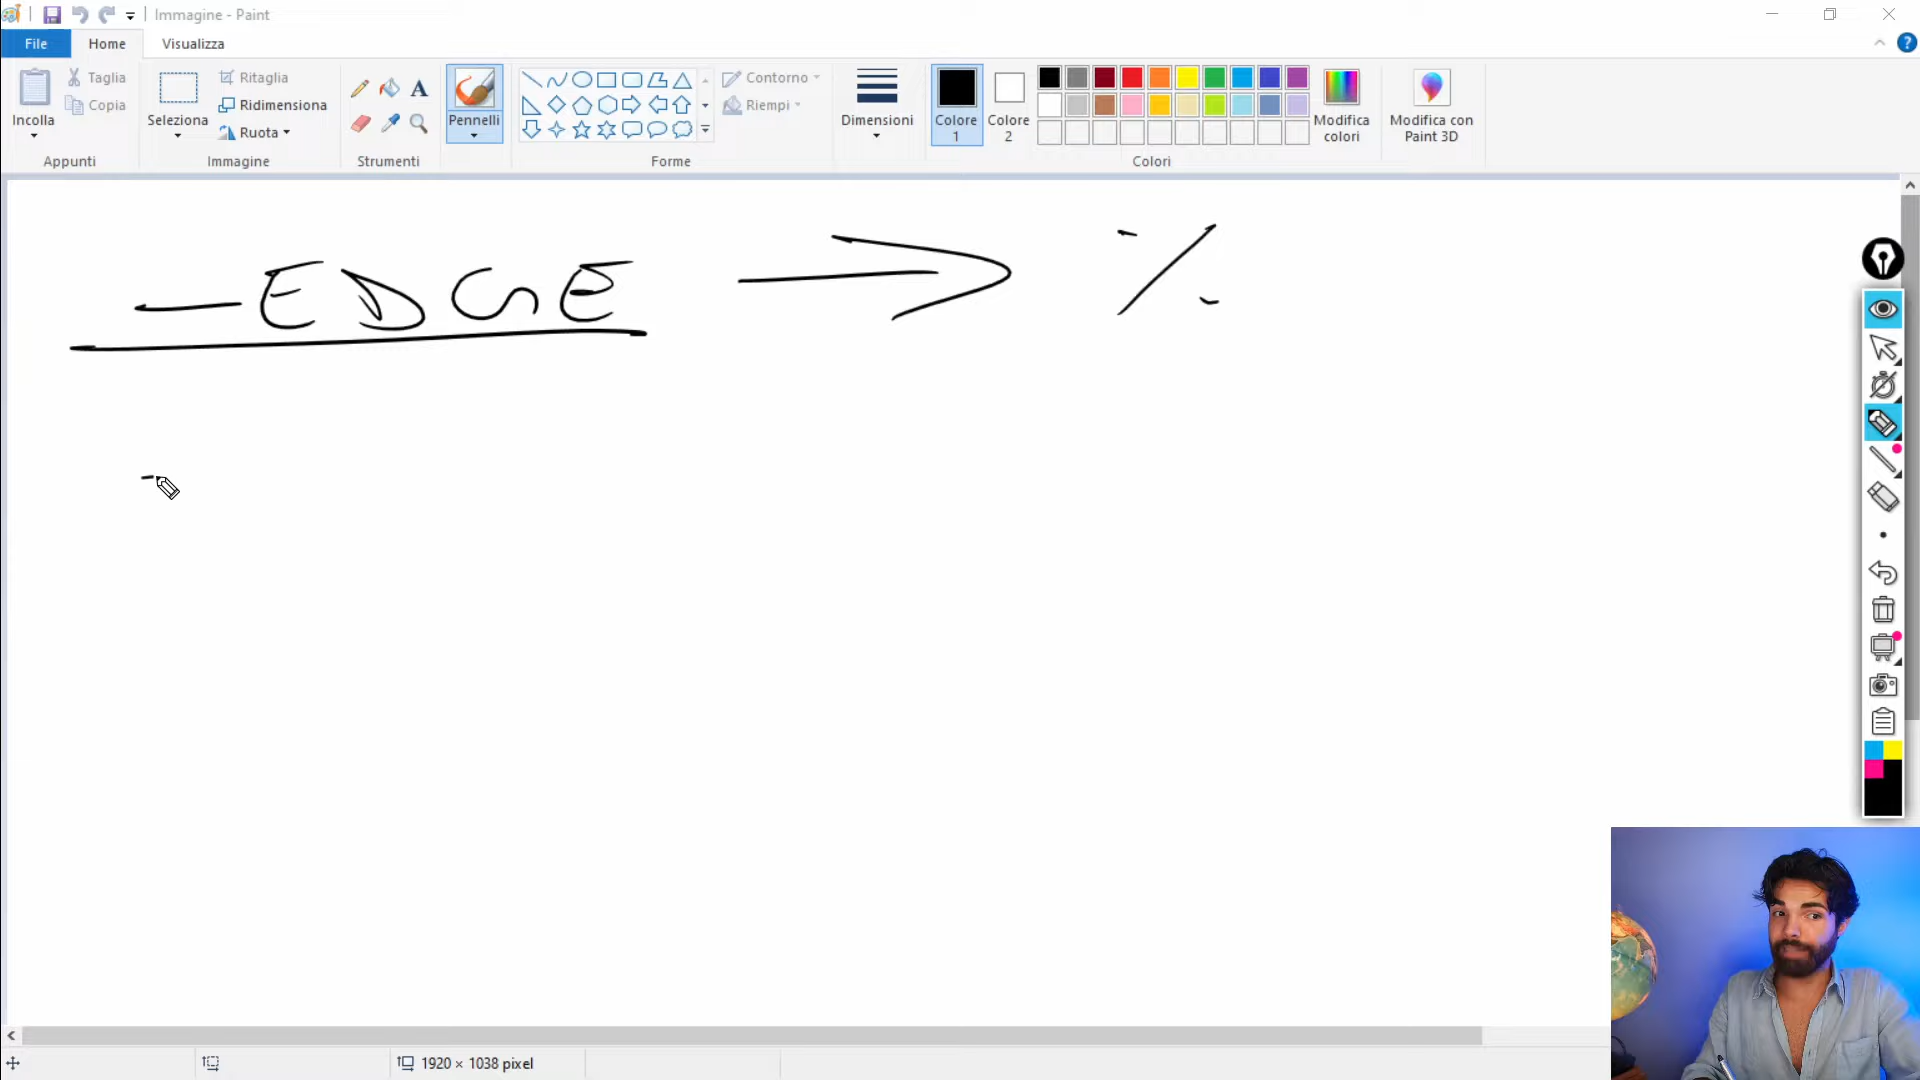 Immagine - Paint
File Home Visualizza
Incolla
Taglia
Copia
Appunti
Seleziona
Ritaglia
Ridimensiona
Ruota
Immagine
Strumenti
Pennelli
Contorno
Riempi
Forme
Dimensioni
Colore
1
Colore
2
Modifica
colori
Colori
Modifica con
Paint 3D
- EDGE → %
-
1920 × 1038 pixel